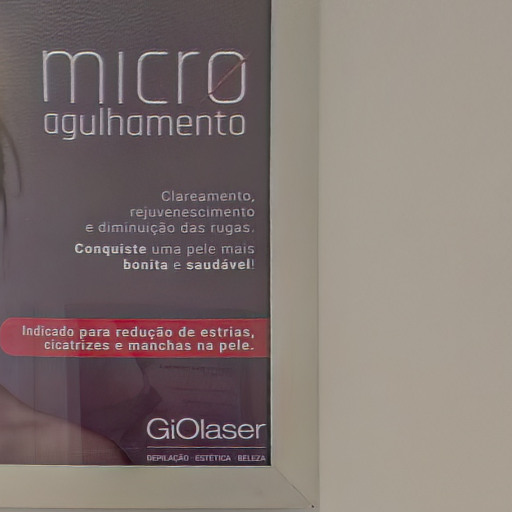 micro
agulhamento
Clareamento,
rejuvenescimento
e diminuição das rugas.
Conquiste uma pele mais
bonita e saudável!
Indicado para redução de estrias,
cicatrizes e manchas na pele.
GiOlaser
DEPILAÇÃO · ESTÉTICA · BELEZA